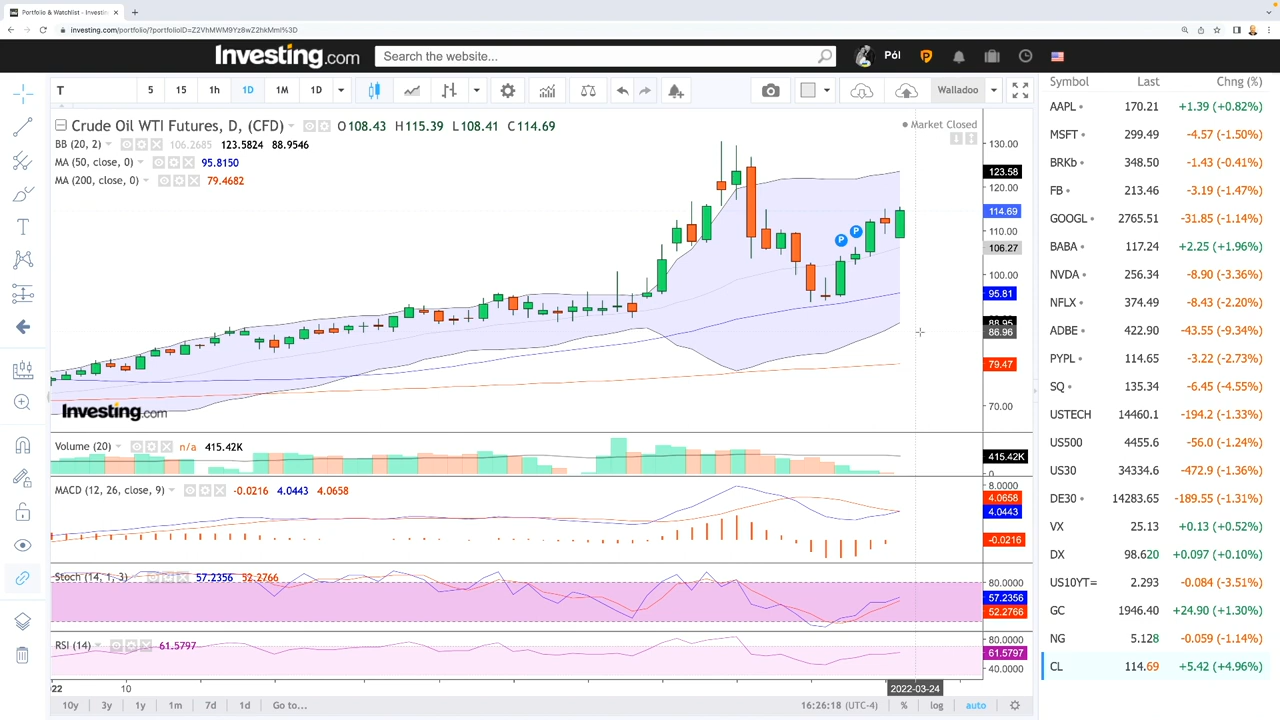 Portfolio & Watchlist - Investin
investing.com/portfolio/?portfolioID=Z2VhMWM9Yz8wZ2hkMmI%3D
Investing.com
Search the website...
Pól
T 5 15 1h 1D 1M 1D
Walladoo
Crude Oil WTI Futures, D, (CFD) O108.43 H115.39 L108.41 C114.69
Market Closed
BB (20, 2) 106.2685 123.5824 88.9546
MA (50, close, 0) 95.8150
MA (200, close, 0) 79.4682
130.00
123.58
120.00
114.69
110.00
106.27
100.00
95.81
88.95
86.96
79.47
70.00
P P
Investing.com
Volume (20) n/a 415.42K
415.42K
0
MACD (12, 26, close, 9) -0.0216 4.0443 4.0658
8.0000
4.0658
4.0443
-0.0216
Stoch (14, 1, 3) 57.2356 52.2766
80.0000
57.2356
52.2766
RSI (14) 61.5797
80.0000
61.5797
40.0000
22 10 2022-03-24
10y 3y 1y 1m 7d 1d Go to...
16:26:18 (UTC-4) % log auto
Symbol Last Chng (%)
AAPL 170.21 +1.39 (+0.82%)
MSFT 299.49 -4.57 (-1.50%)
BRKb 348.50 -1.43 (-0.41%)
FB 213.46 -3.19 (-1.47%)
GOOGL 2765.51 -31.85 (-1.14%)
BABA 117.24 +2.25 (+1.96%)
NVDA 256.34 -8.90 (-3.36%)
NFLX 374.49 -8.43 (-2.20%)
ADBE 422.90 -43.55 (-9.34%)
PYPL 114.65 -3.22 (-2.73%)
SQ 135.34 -6.45 (-4.55%)
USTECH 14460.1 -194.2 (-1.33%)
US500 4455.6 -56.0 (-1.24%)
US30 34334.6 -472.9 (-1.36%)
DE30 14283.65 -189.55 (-1.31%)
VX 25.13 +0.13 (+0.52%)
DX 98.620 +0.097 (+0.10%)
US10YT= 2.293 -0.084 (-3.51%)
GC 1946.40 +24.90 (+1.30%)
NG 5.128 -0.059 (-1.14%)
CL 114.69 +5.42 (+4.96%)